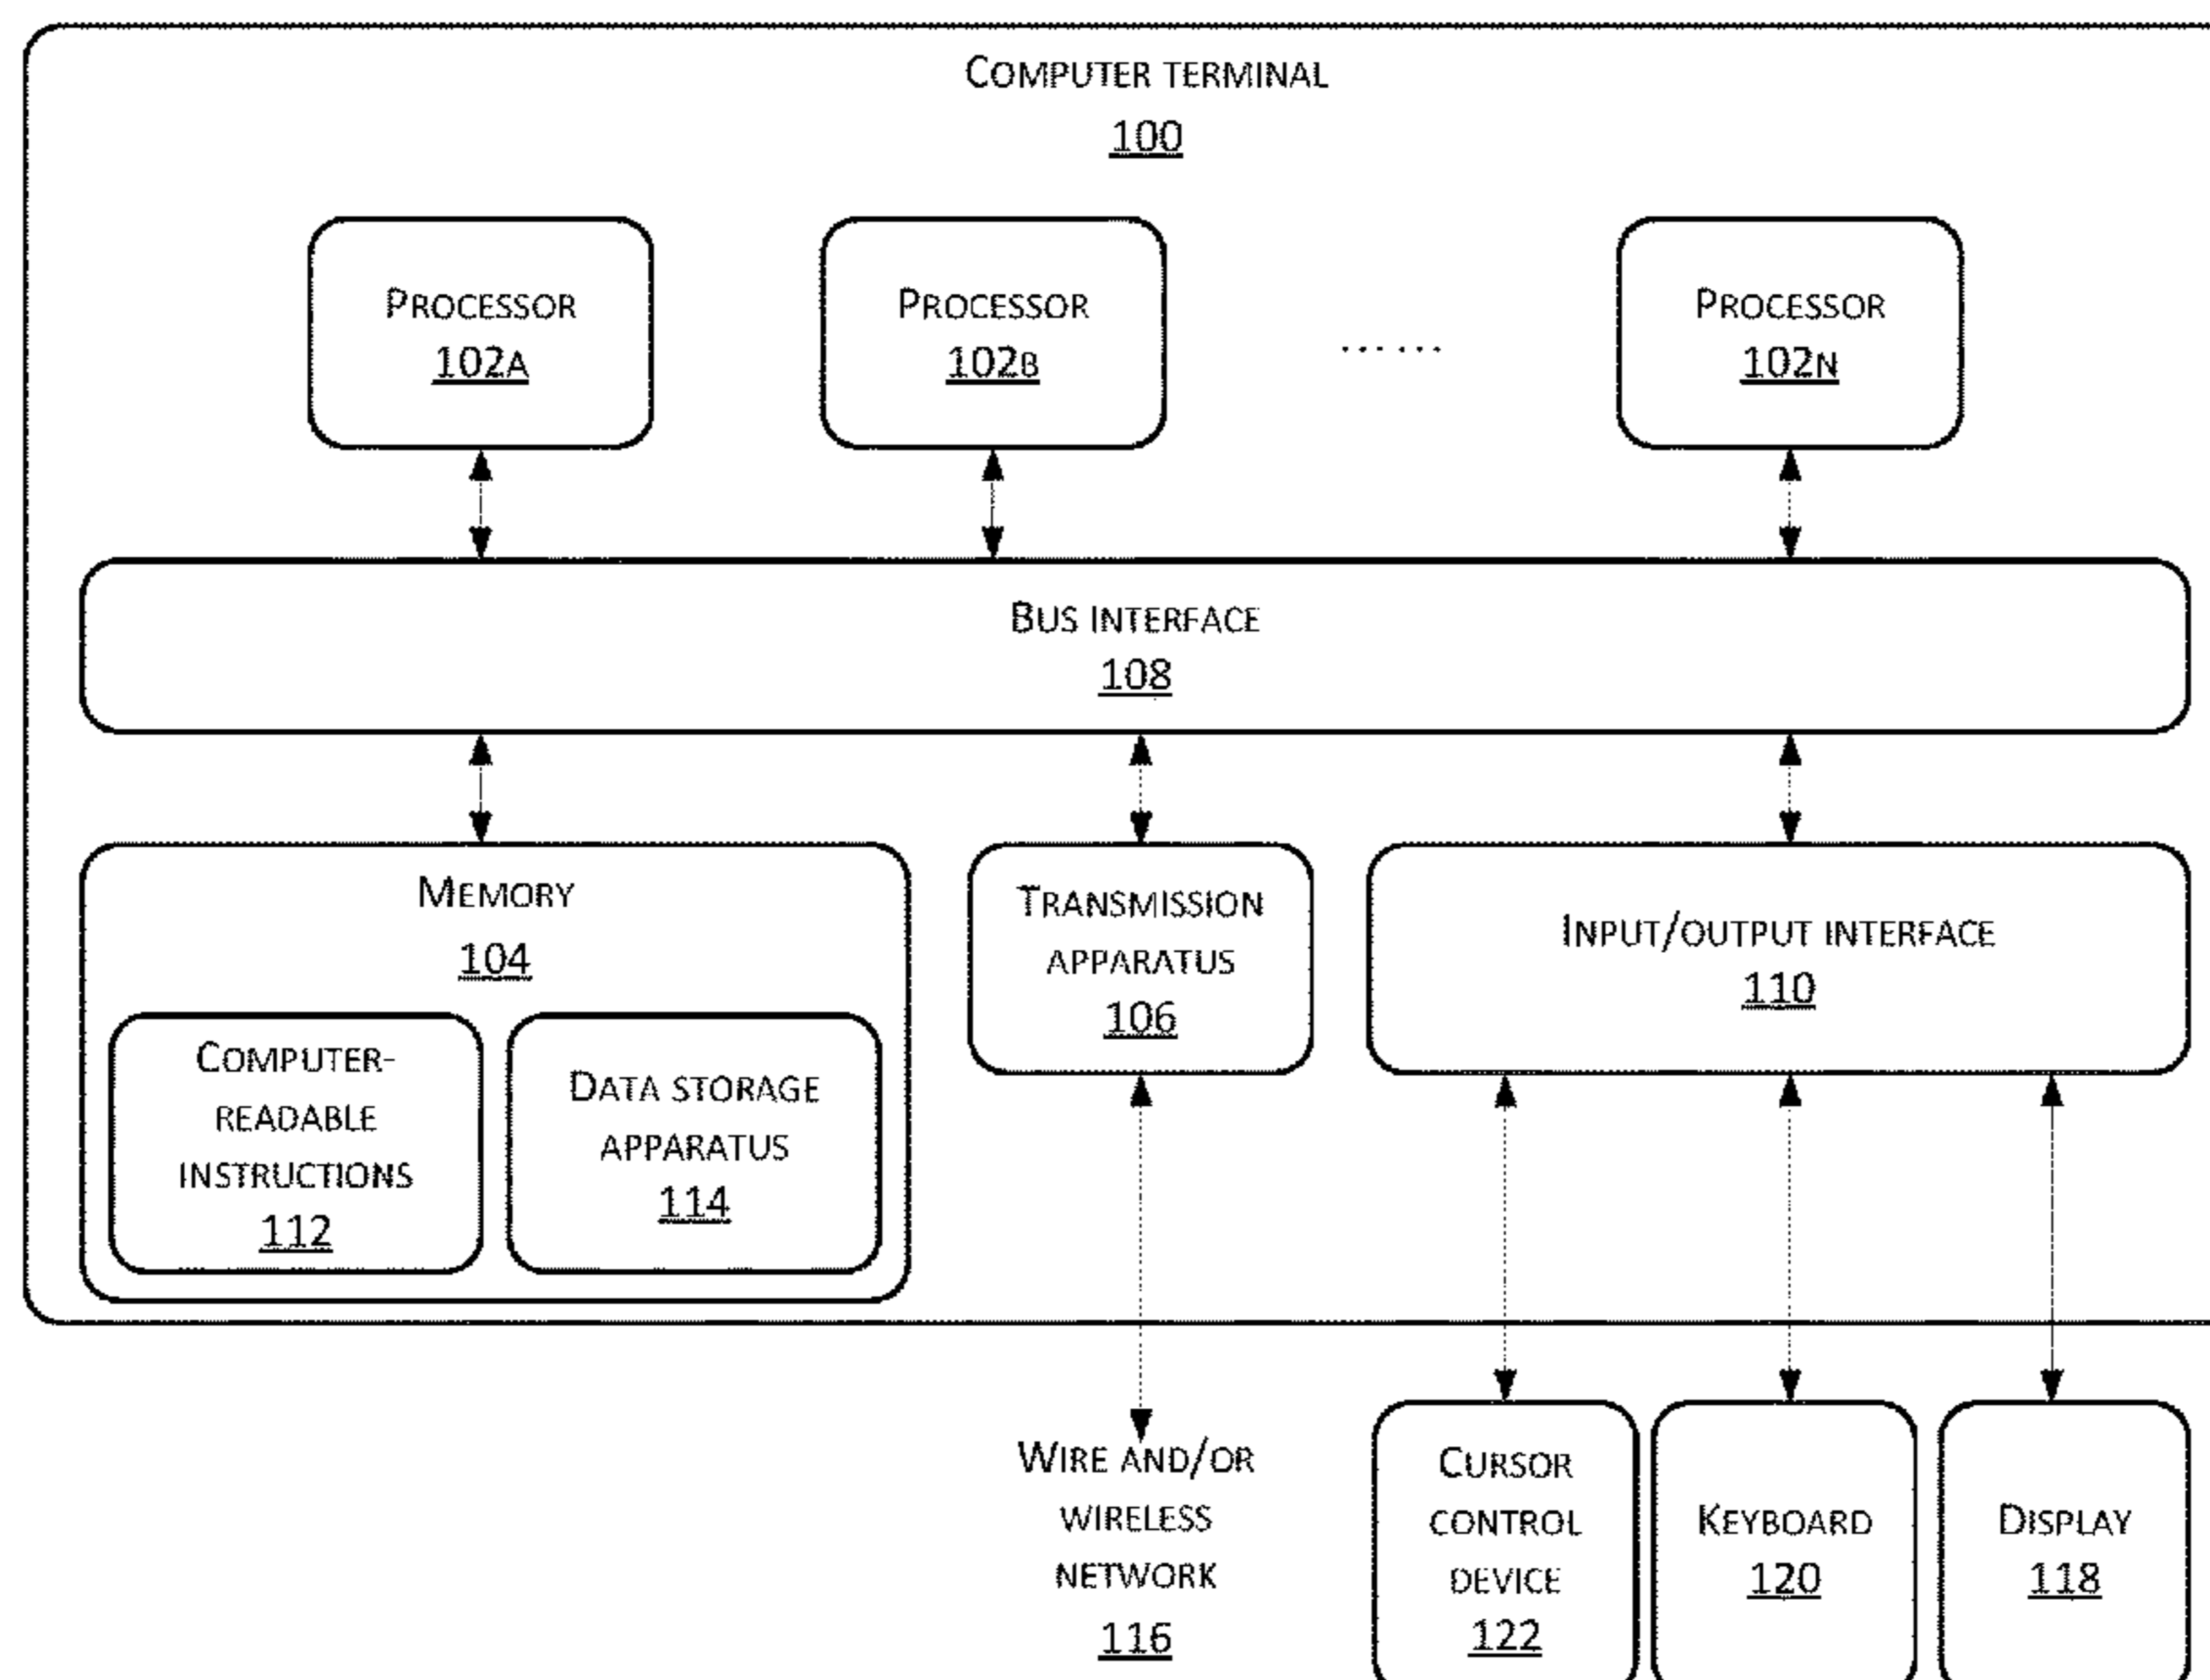 COMPUTER TERMINAL
100
PROCESSOR
102A
PROCESSOR
102B
......
PROCESSOR
102N
BUS INTERFACE
108
MEMORY
104
COMPUTER-
READABLE
INSTRUCTIONS
112
DATA STORAGE
APPARATUS
114
TRANSMISSION
APPARATUS
106
INPUT/OUTPUT INTERFACE
110
WIRE AND/OR
WIRELESS
NETWORK
116
CURSOR
CONTROL
DEVICE
122
KEYBOARD
120
DISPLAY
118